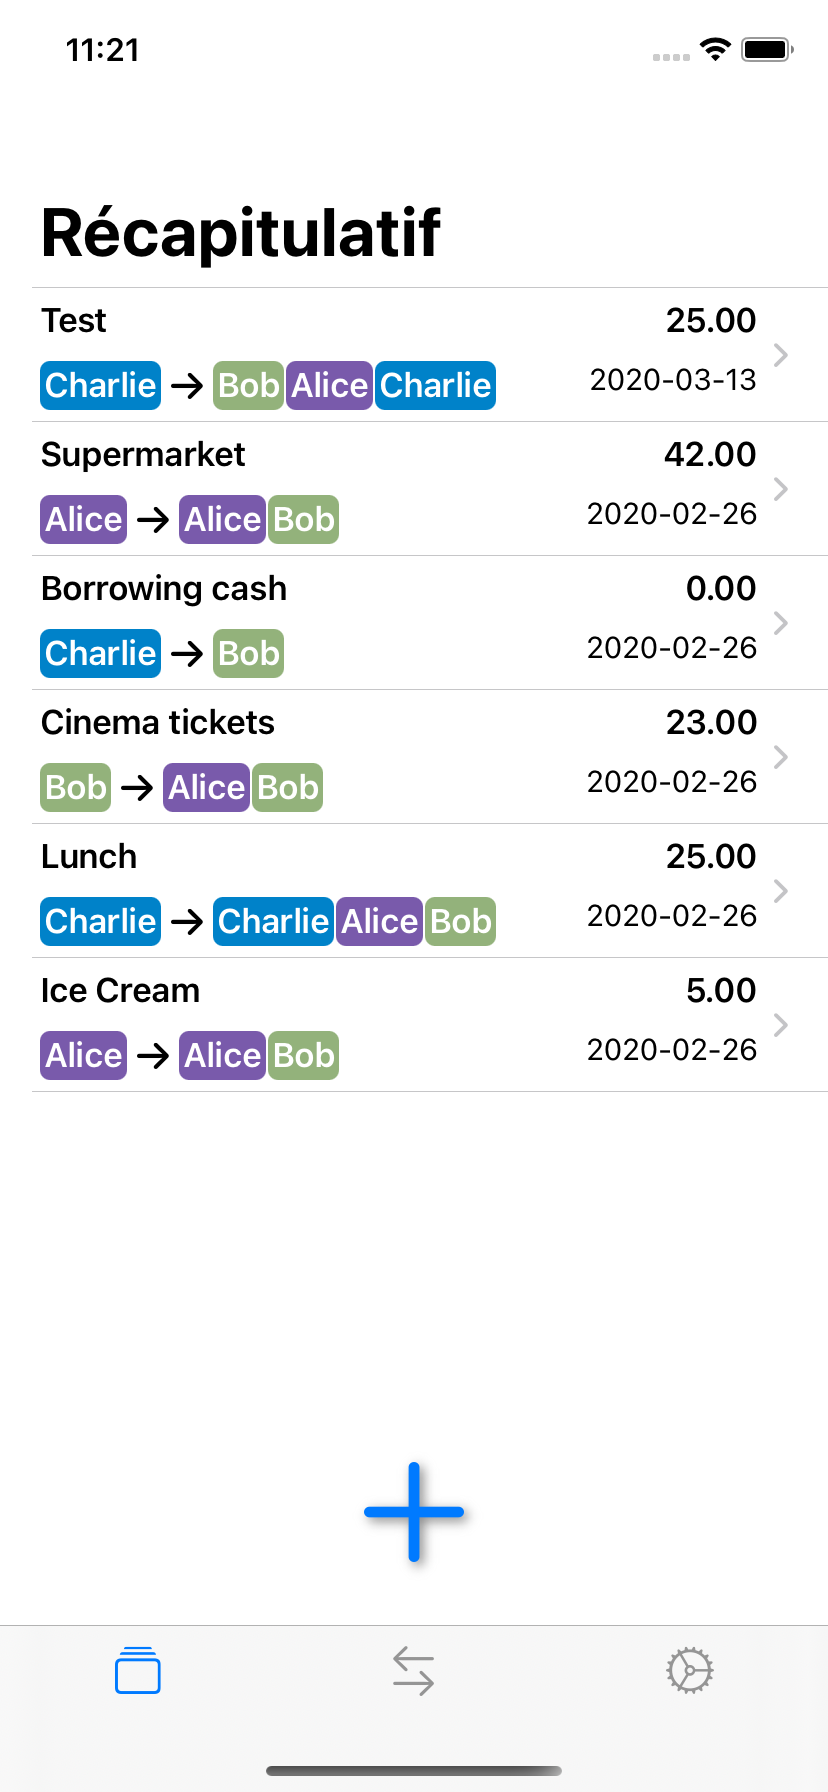 11:21
Récapitulatif
Test 25.00
Charlie → Bob Alice Charlie 2020-03-13
Supermarket 42.00
Alice → Alice Bob 2020-02-26
Borrowing cash 0.00
Charlie → Bob 2020-02-26
Cinema tickets 23.00
Bob → Alice Bob 2020-02-26
Lunch 25.00
Charlie → Charlie Alice Bob 2020-02-26
Ice Cream 5.00
Alice → Alice Bob 2020-02-26